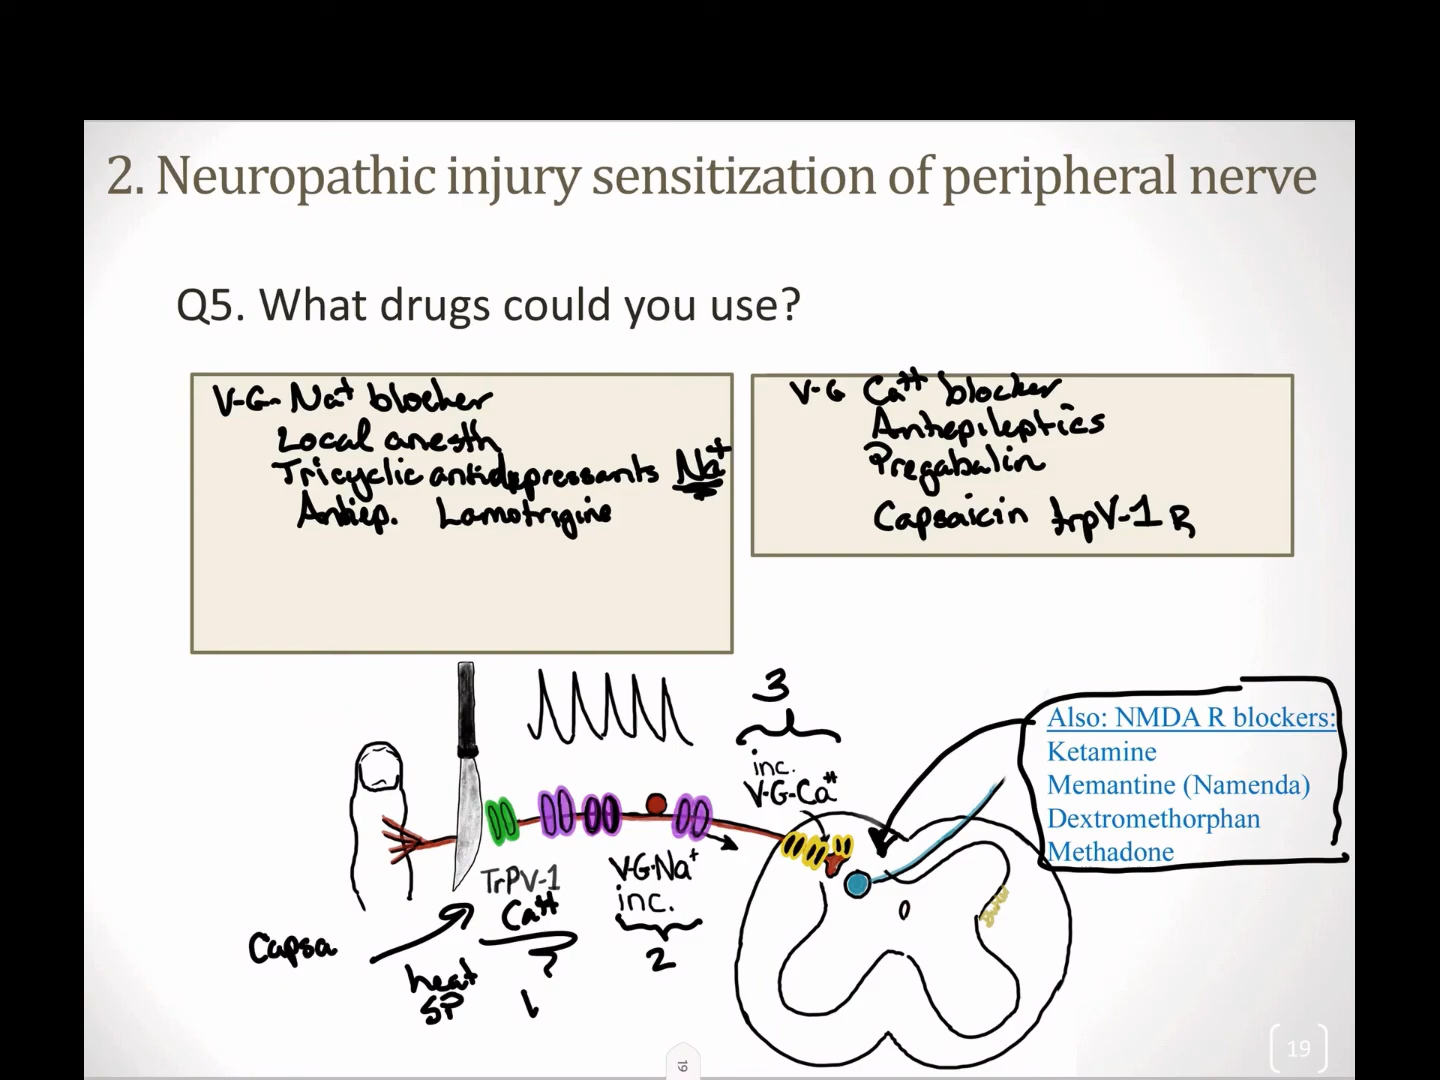 2. Neuropathic injury sensitization of peripheral nerve
Q5. What drugs could you use?
V-G- Na+ blocker
Local anesth
Tricyclic antidepressants Na+
Antiep. Lamotrigine
V-G Ca++ blocker
Antiepileptics
Pregabalin
Capsaicin trpV-1 R
3
inc.
V-G-Ca++
Also: NMDA R blockers:
Ketamine
Memantine (Namenda)
Dextromethorphan
Methadone
TrPV-1
Ca++
V-G-Na+
inc.
2
Capsa
heat
SP
?
1
19
19